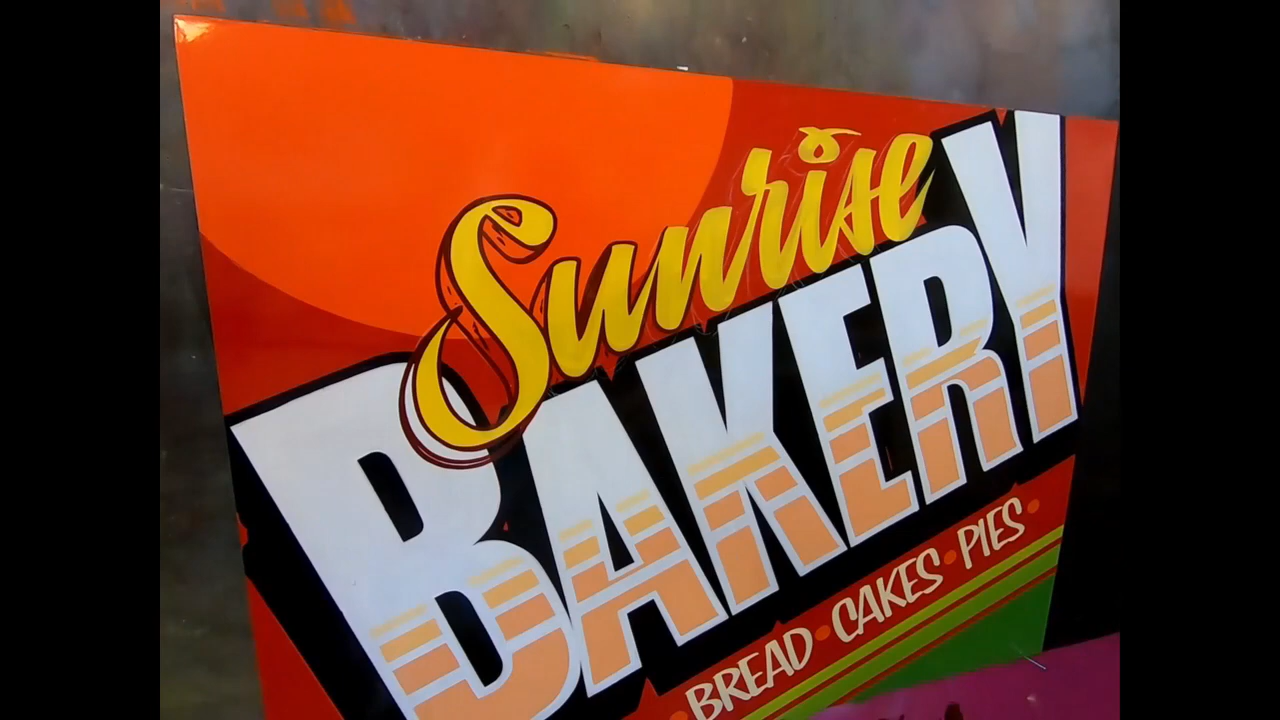 Sunrise
BAKERY
• BREAD • CAKES • PIES •